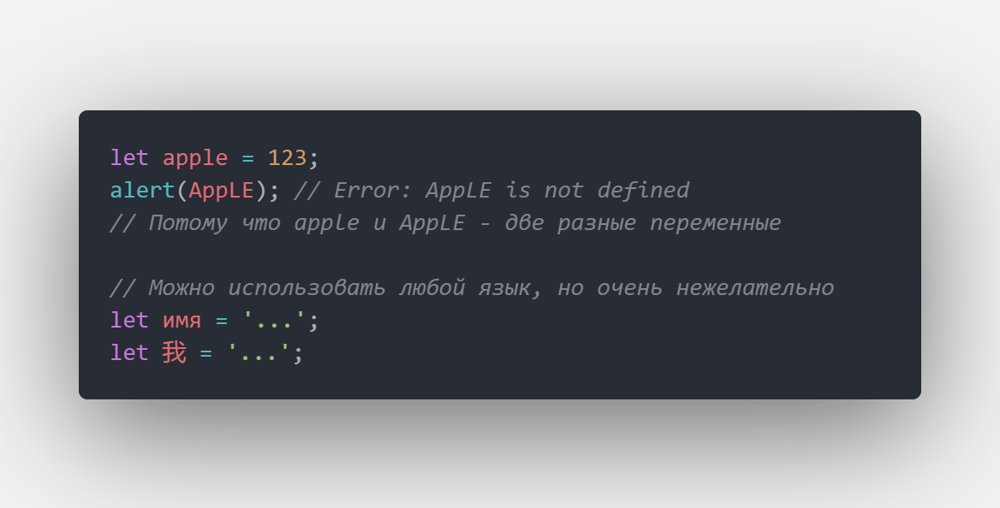 let apple = 123;
alert(AppLE); // Error: AppLE is not defined
// Потому что apple и AppLE - две разные переменные
// Можно использовать любой язык, но очень нежелательно
let имя = '...';
let 我 = '...';